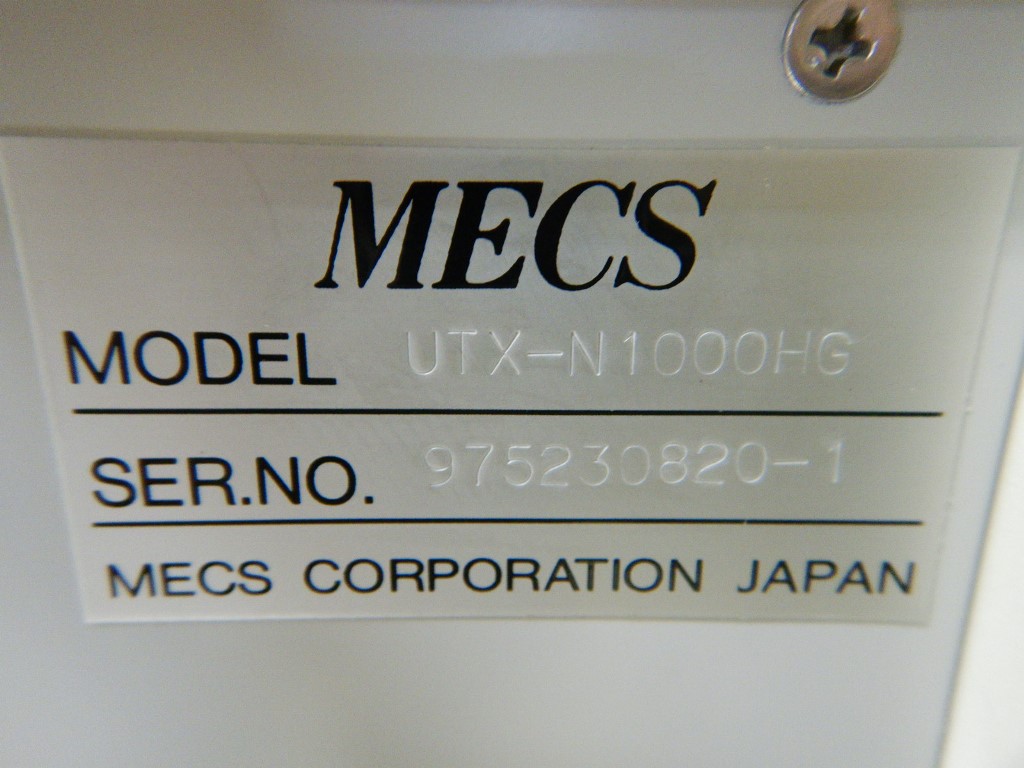 MECS
MODEL UTX-N1000HG
SER.NO. 975230820-1
MECS CORPORATION JAPAN